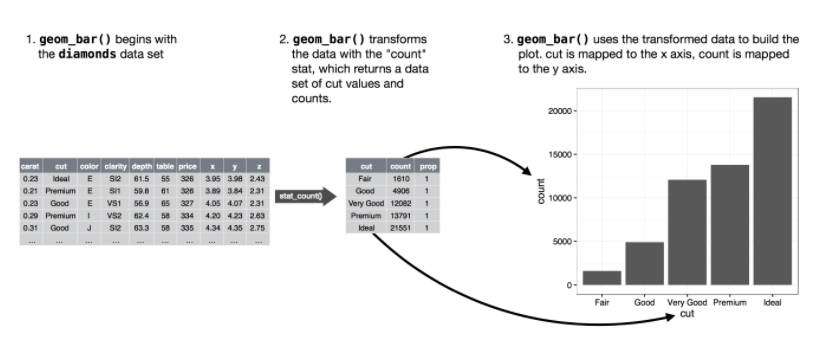 1. geom_bar() begins with
the diamonds data set
2. geom_bar() transforms
the data with the "count"
stat, which returns a data
set of cut values and
counts.
3. geom_bar() uses the transformed data to build the
plot. cut is mapped to the x axis, count is mapped
to the y axis.
carat cut color clarity depth table price x y z
0.23 Ideal E SI2 61.5 55 326 3.95 3.98 2.43
0.21 Premium E SI1 59.8 61 326 3.89 3.84 2.31
0.23 Good E VS1 56.9 65 327 4.05 4.07 2.31
0.29 Premium I VS2 62.4 58 334 4.20 4.23 2.63
0.31 Good J SI2 63.3 58 335 4.34 4.35 2.75
... ... ... ... ... ... ... ... ... ...
stat_count()
cut count prop
Fair 1610 1
Good 4906 1
Very Good 12082 1
Premium 13791 1
Ideal 21551 1
... ... ...
20000
15000
10000
5000
0
count
Fair Good Very Good Premium Ideal
cut